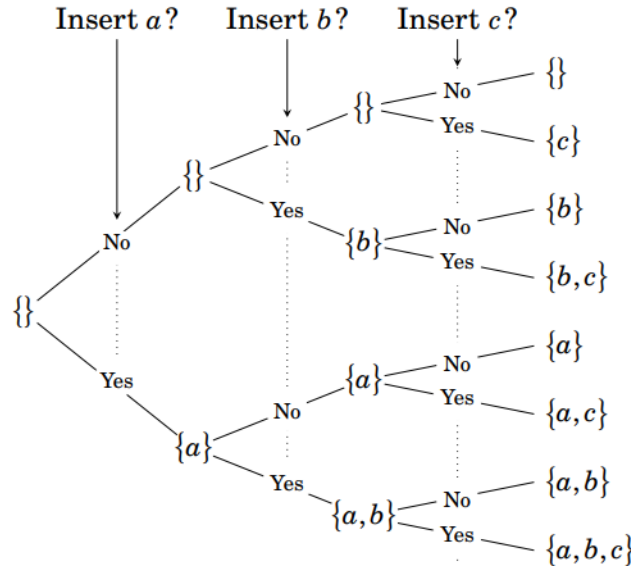 Insert a? Insert b? Insert c?
{}
No
{}
Yes
{c}
No
{}
{}
No
{b}
Yes
{b}
Yes
{b,c}
No
{}
No
{a}
{a}
Yes
Yes
{a,c}
No
{a}
No
{a,b}
Yes
{a,b}
Yes
{a,b,c}